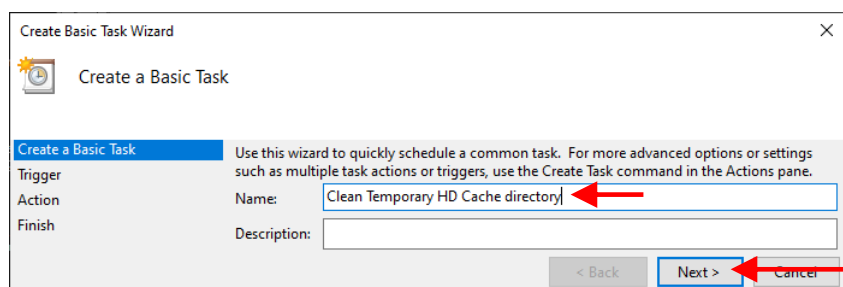 Create Basic Task Wizard
Create a Basic Task
Create a Basic Task
Use this wizard to quickly schedule a common task.  For more advanced options or settings
such as multiple task actions or triggers, use the Create Task command in the Actions pane.
Trigger
Action
Finish
Name:
Clean Temporary HD Cache directory
Description:
< Back
Next >
Cancel